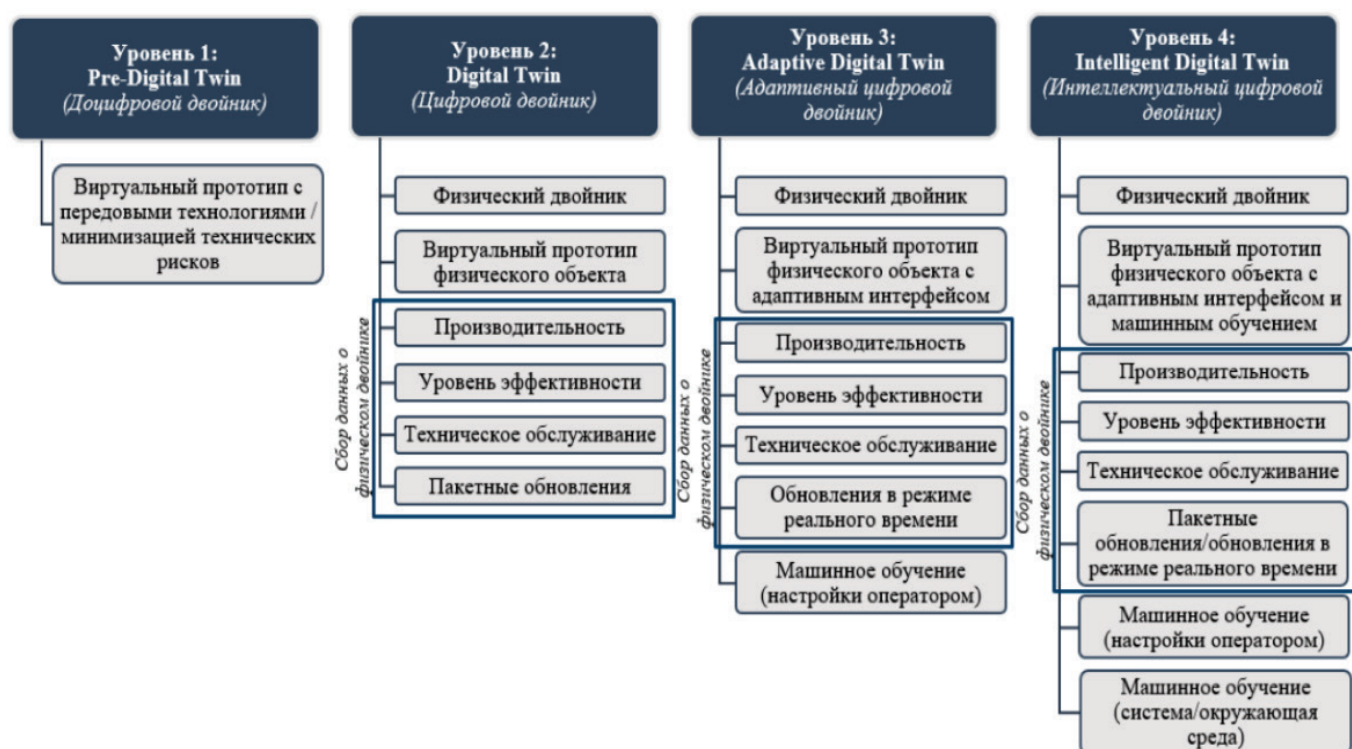 Уровень 1:
Pre-Digital Twin
(Доцифровой двойник)
Виртуальный прототип с
передовыми технологиями /
минимизацией технических
рисков
Уровень 2:
Digital Twin
(Цифровой двойник)
Физический двойник
Виртуальный прототип
физического объекта
Сбор данных о
физическом двойнике
Производительность
Уровень эффективности
Техническое обслуживание
Пакетные обновления
Уровень 3:
Adaptive Digital Twin
(Адаптивный цифровой
двойник)
Физический двойник
Виртуальный прототип
физического объекта с
адаптивным интерфейсом
Сбор данных о
физическом двойнике
Производительность
Уровень эффективности
Техническое обслуживание
Обновления в режиме
реального времени
Машинное обучение
(настройки оператором)
Уровень 4:
Intelligent Digital Twin
(Интеллектуальный цифровой
двойник)
Физический двойник
Виртуальный прототип
физического объекта с
адаптивным интерфейсом и
машинным обучением
Сбор данных о
физическом двойнике
Производительность
Уровень эффективности
Техническое обслуживание
Пакетные
обновления/обновления в
режиме реального времени
Машинное обучение
(настройки оператором)
Машинное обучение
(система/окружающая
среда)